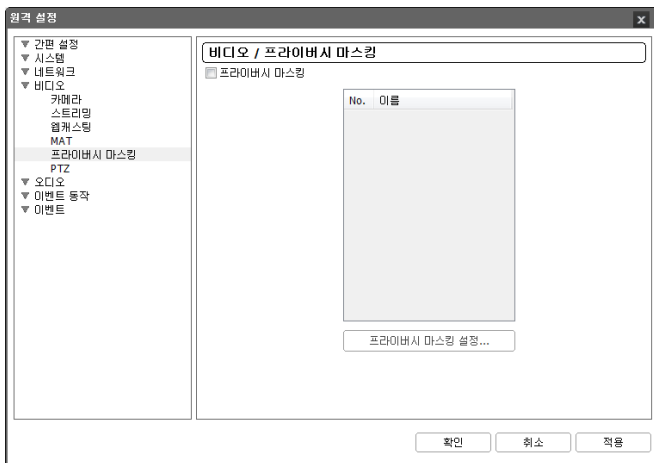 원격 설정
x
간편 설정
시스템
네트워크
비디오
카메라
스트리밍
웹캐스팅
MAT
프라이버시 마스킹
PTZ
오디오
이벤트 동작
이벤트
비디오 / 프라이버시 마스킹
프라이버시 마스킹
No. 이름
프라이버시 마스킹 설정...
확인 취소 적용